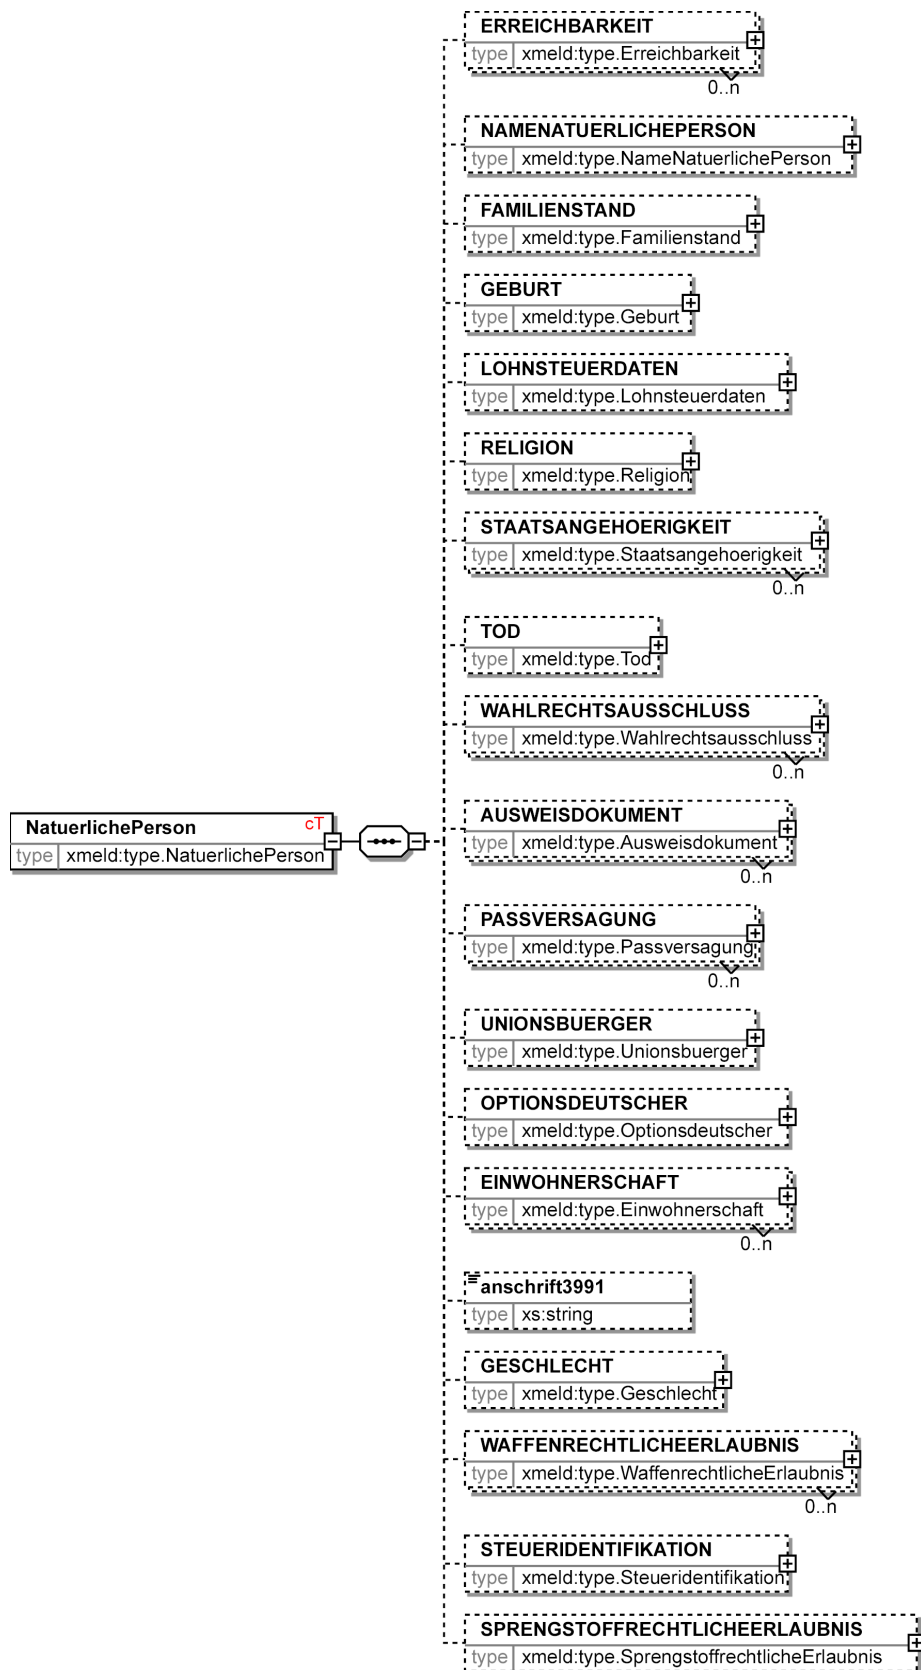 ERREICHBARKEIT
type xmeld:type.Erreichbarkeit
0..n
NAMENATUERLICHEPERSON
type xmeld:type.NameNatuerlichePerson
FAMILIENSTAND
type xmeld:type.Familienstand
GEBURT
type xmeld:type.Geburt
LOHNSTEUERDATEN
type xmeld:type.Lohnsteuerdaten
RELIGION
type xmeld:type.Religion
STAATSANGEHOERIGKEIT
type xmeld:type.Staatsangehoerigkeit
0..n
TOD
type xmeld:type.Tod
WAHLRECHTSAUSSCHLUSS
type xmeld:type.Wahlrechtsausschluss
0..n
NatuerlichePerson cT
type xmeld:type.NatuerlichePerson
AUSWEISDOKUMENT
type xmeld:type.Ausweisdokument
0..n
PASSVERSAGUNG
type xmeld:type.Passversagung
0..n
UNIONSBUERGER
type xmeld:type.Unionsbuerger
OPTIONSDEUTSCHER
type xmeld:type.Optionsdeutscher
EINWOHNERSCHAFT
type xmeld:type.Einwohnerschaft
0..n
anschrift3991
type xs:string
GESCHLECHT
type xmeld:type.Geschlecht
WAFFENRECHTLICHEERLAUBNIS
type xmeld:type.WaffenrechtlicheErlaubnis
0..n
STEUERIDENTIFIKATION
type xmeld:type.Steueridentifikation
SPRENGSTOFFRECHTLICHEERLAUBNIS
type xmeld:type.SprengstoffrechtlicheErlaubnis